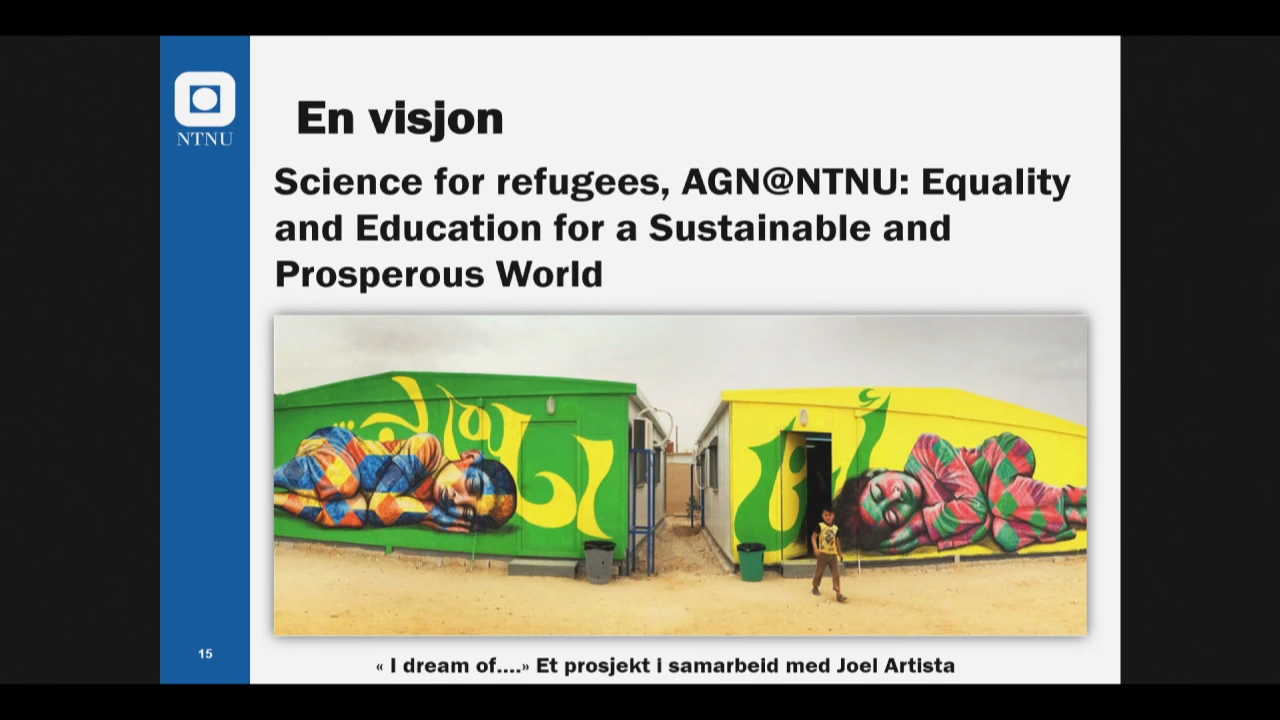 NTNU
En visjon
Science for refugees, AGN@NTNU: Equality
and Education for a Sustainable and
Prosperous World
15
« I dream of....» Et prosjekt i samarbeid med Joel Artista